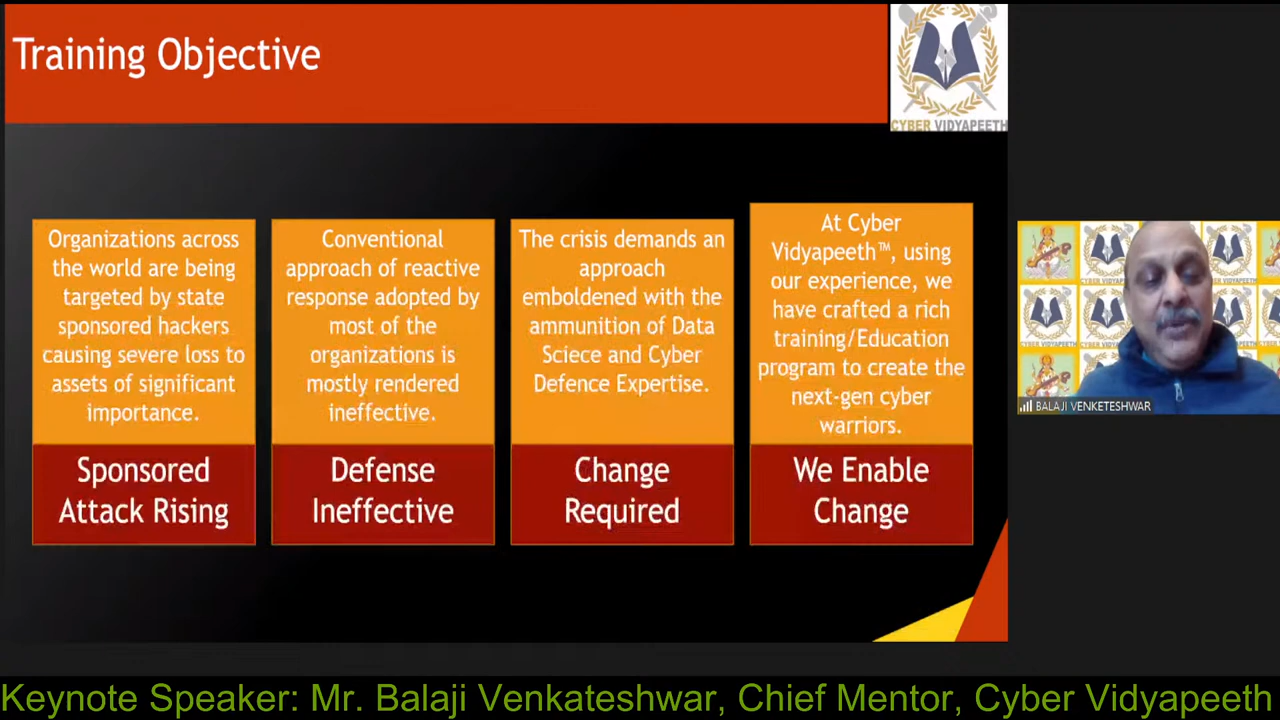 Training Objective
CYBER VIDYAPEETH
Organizations across
the world are being
targeted by state
sponsored hackers
causing severe loss to
assets of significant
importance.
Sponsored
Attack Rising
Conventional
approach of reactive
response adopted by
most of the
organizations is
mostly rendered
ineffective.
Defense
Ineffective
The crisis demands an
approach
emboldened with the
ammunition of Data
Sciece and Cyber
Defence Expertise.
Change
Required
At Cyber
Vidyapeeth™, using
our experience, we
have crafted a rich
training/Education
program to create the
next-gen cyber
warriors.
We Enable
Change
BALAJI VENKETESHWAR
Keynote Speaker: Mr. Balaji Venkateshwar, Chief Mentor, Cyber Vidyapeeth